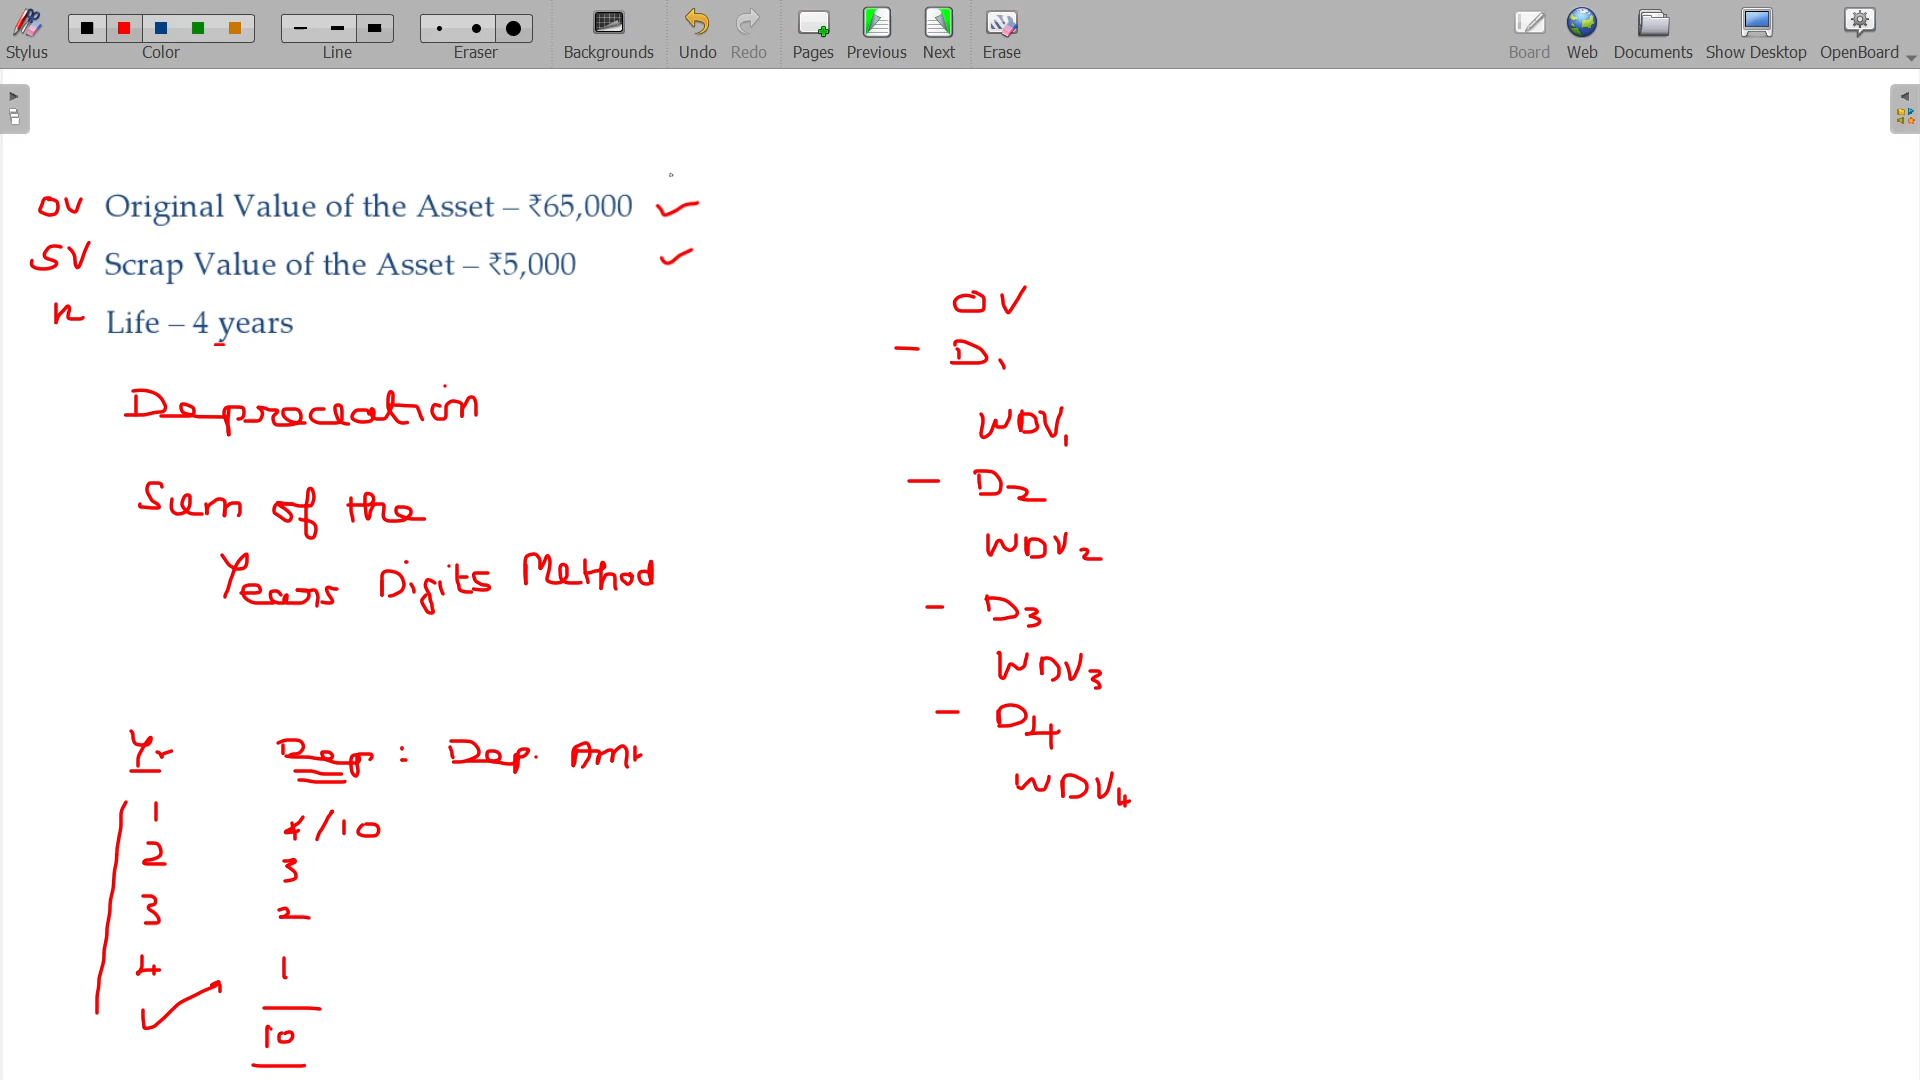 Stylus Color Line Eraser Backgrounds Undo Redo Pages Previous Next Erase Board Web Documents Show Desktop OpenBoard
OV Original Value of the Asset – ₹65,000
SV Scrap Value of the Asset – ₹5,000
n Life – 4 years
Depreciation
Sum of the
Years Digits Method
Yr Dep : Dep. Amt
1 4/10
2 3
3 2
4 1
10
OV
- D1
WDV1
- D2
WDV2
- D3
WDV3
- D4
WDV4